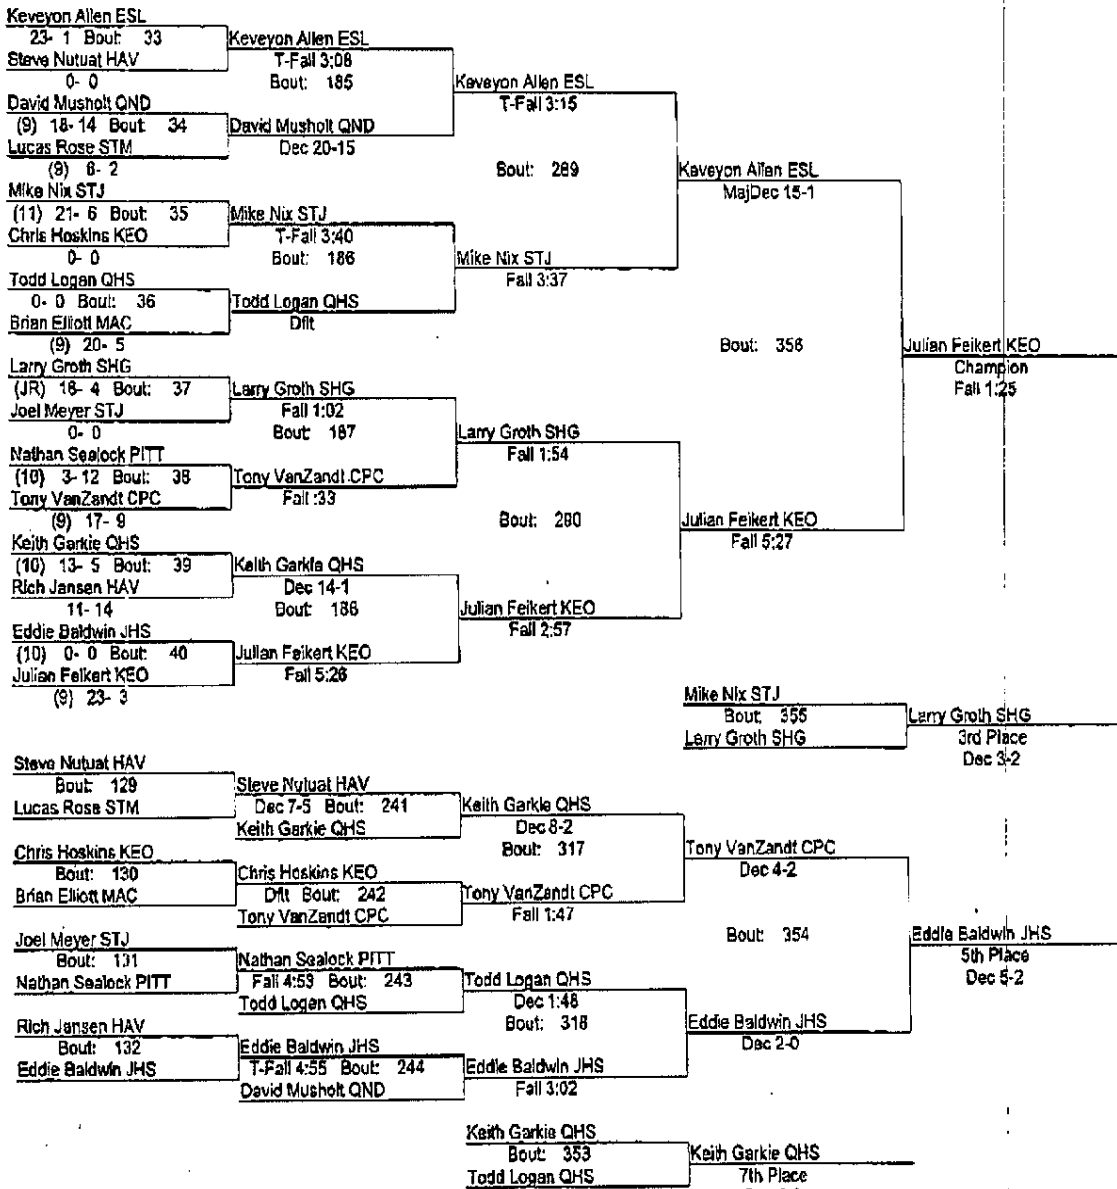 Keveyon Allen ESL
23- 1 Bout: 33
Steve Nutuat HAV
0- 0
David Musholt QND
(9) 18- 14 Bout: 34
Lucas Rose STM
(9) 6- 2
Mike Nix STJ
(11) 21- 6 Bout: 35
Chris Hoskins KEO
0- 0
Todd Logan QHS
0- 0 Bout: 36
Brian Elliott MAC
(9) 20- 5
Larry Groth SHG
(JR) 16- 4 Bout: 37
Joel Meyer STJ
0- 0
Nathan Sealock PITT
(10) 3- 12 Bout: 38
Tony VanZandt CPC
(9) 17- 9
Keith Garkie QHS
(10) 13- 5 Bout: 39
Rich Jansen HAV
11- 14
Eddie Baldwin JHS
(10) 0- 0 Bout: 40
Julian Feikert KEO
(9) 23- 3
Keveyon Allen ESL
T-Fall 3:08
Bout: 185
David Musholt QND
Dec 20-15
Mike Nix STJ
T-Fall 3:40
Bout: 186
Todd Logan QHS
Dflt
Larry Groth SHG
Fall 1:02
Bout: 187
Tony VanZandt CPC
Fall :33
Keith Garkie QHS
Dec 14-1
Bout: 188
Julian Feikert KEO
Fall 5:26
Keveyon Allen ESL
T-Fall 3:15
Bout: 289
Mike Nix STJ
Fall 3:37
Larry Groth SHG
Fall 1:54
Bout: 280
Julian Feikert KEO
Fall 2:57
Keveyon Allen ESL
MajDec 15-1
Bout: 356
Julian Feikert KEO
Fall 5:27
Julian Feikert KEO
Champion
Fall 1:25
Mike Nix STJ
Bout: 355
Larry Groth SHG
Larry Groth SHG
3rd Place
Dec 3-2
Steve Nutuat HAV
Bout: 129
Lucas Rose STM
Chris Hoskins KEO
Bout: 130
Brian Elliott MAC
Joel Meyer STJ
Bout: 131
Nathan Sealock PITT
Rich Jansen HAV
Bout: 132
Eddie Baldwin JHS
Steve Nutuat HAV
Dec 7-5 Bout: 241
Keith Garkie QHS
Chris Hoskins KEO
Dflt Bout: 242
Tony VanZandt CPC
Nathan Sealock PITT
Fall 4:53 Bout: 243
Todd Logan QHS
Eddie Baldwin JHS
T-Fall 4:55 Bout: 244
David Musholt QND
Keith Garkie QHS
Dec 8-2
Bout: 317
Tony VanZandt CPC
Fall 1:47
Todd Logan QHS
Dec 1:48
Bout: 318
Eddie Baldwin JHS
Fall 3:02
Tony VanZandt CPC
Dec 4-2
Bout: 354
Eddie Baldwin JHS
Dec 2-0
Eddie Baldwin JHS
5th Place
Dec 5-2
Keith Garkie QHS
Bout: 353
Todd Logan QHS
Keith Garkie QHS
7th Place